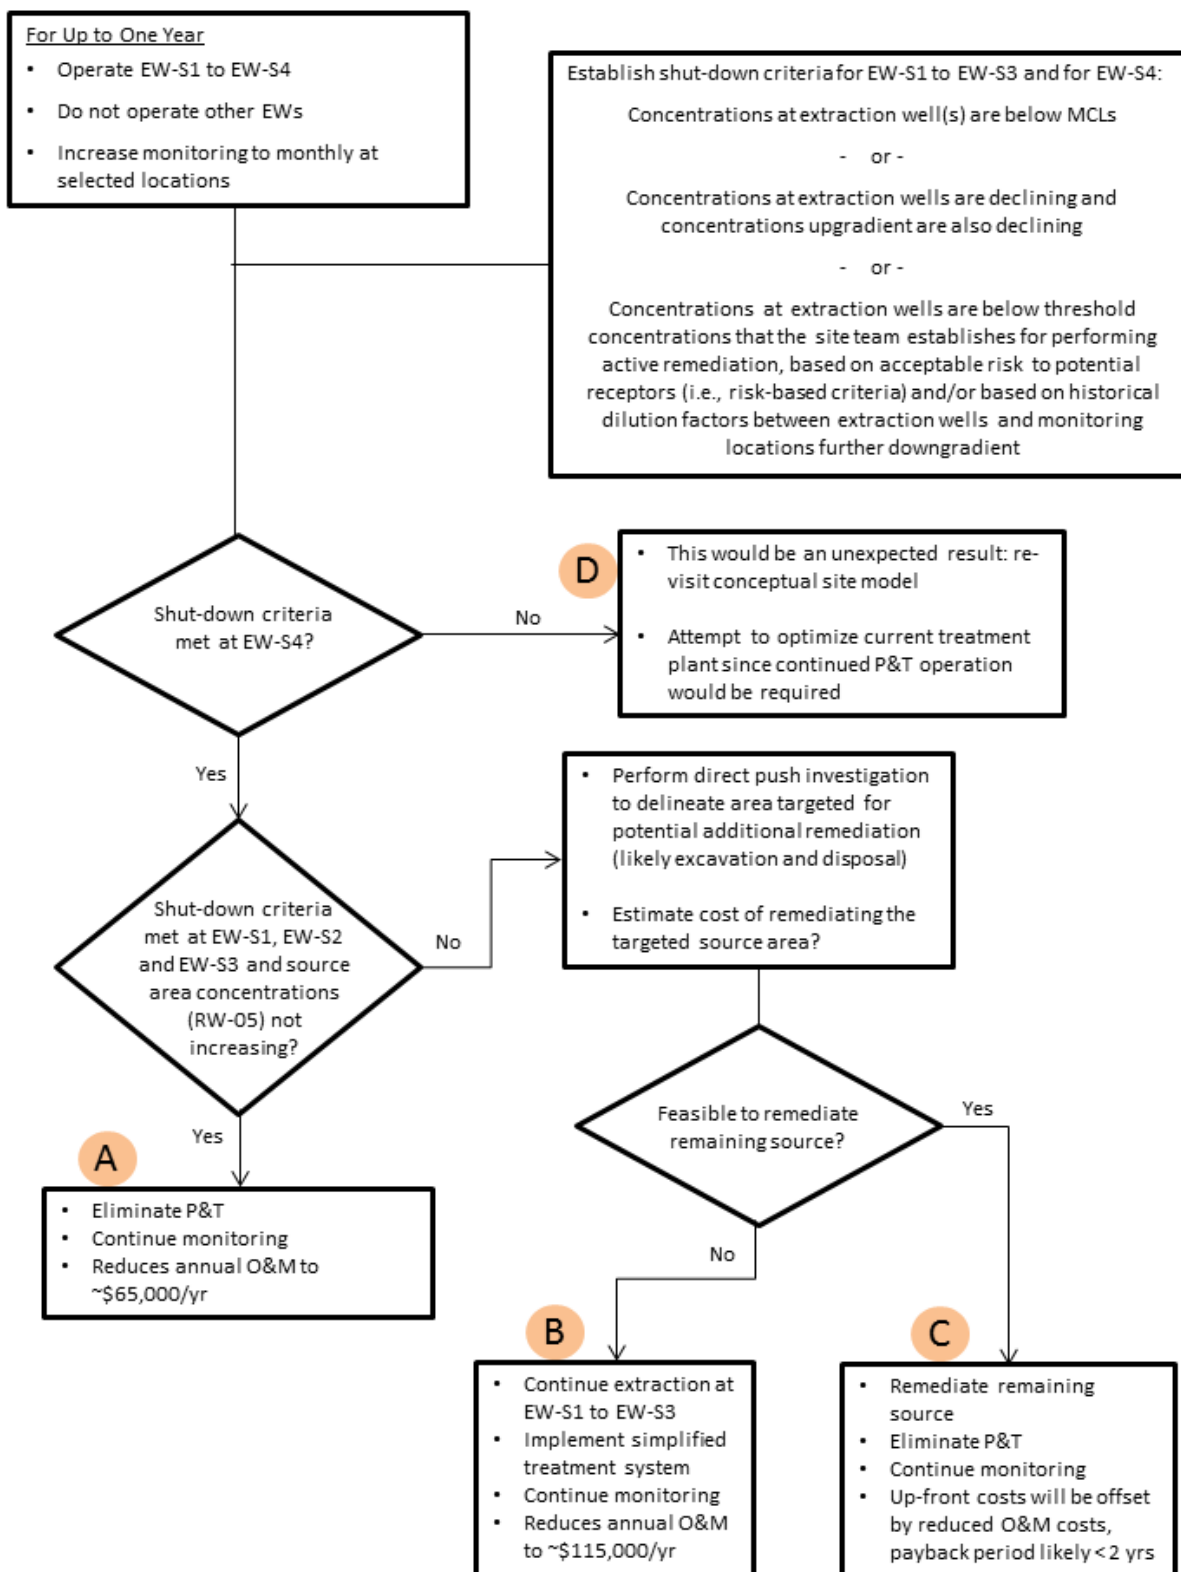 For Up to One Year
• Operate EW-S1 to EW-S4
• Do not operate other EWs
• Increase monitoring to monthly at
selected locations
Establish shut-down criteria for EW-S1 to EW-S3 and for EW-S4:
Concentrations at extraction well(s) are below MCLs
- or -
Concentrations at extraction wells are declining and
concentrations upgradient are also declining
- or -
Concentrations at extraction wells are below threshold
concentrations that the site team establishes for performing
active remediation, based on acceptable risk to potential
receptors (i.e., risk-based criteria) and/or based on historical
dilution factors between extraction wells and monitoring
locations further downgradient
Shut-down criteria
met at EW-S4?
No
D
• This would be an unexpected result: re-
visit conceptual site model
• Attempt to optimize current treatment
plant since continued P&T operation
would be required
Yes
Shut-down criteria
met at EW-S1, EW-S2
and EW-S3 and source
area concentrations
(RW-05) not
increasing?
No
• Perform direct push investigation
to delineate area targeted for
potential additional remediation
(likely excavation and disposal)
• Estimate cost of remediating the
targeted source area?
Yes
A
• Eliminate P&T
• Continue monitoring
• Reduces annual O&M to
~$65,000/yr
Feasible to remediate
remaining source?
Yes
No
B
• Continue extraction at
EW-S1 to EW-S3
• Implement simplified
treatment system
• Continue monitoring
• Reduces annual O&M
to ~$115,000/yr
C
• Remediate remaining
source
• Eliminate P&T
• Continue monitoring
• Up-front costs will be offset
by reduced O&M costs,
payback period likely < 2 yrs